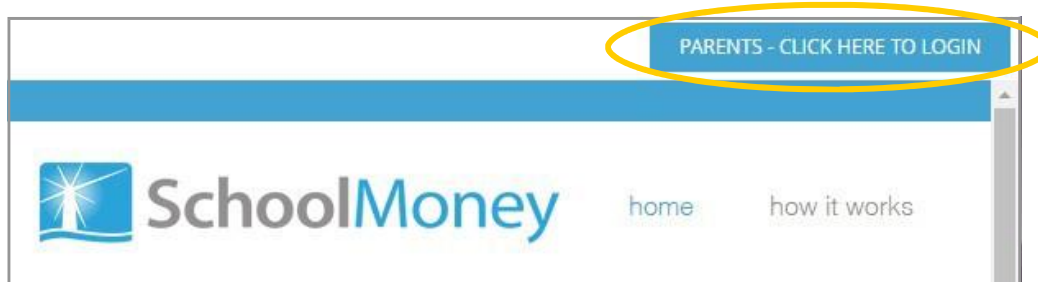 PARENTS - CLICK HERE TO LOGIN
SchoolMoney
home
how it works